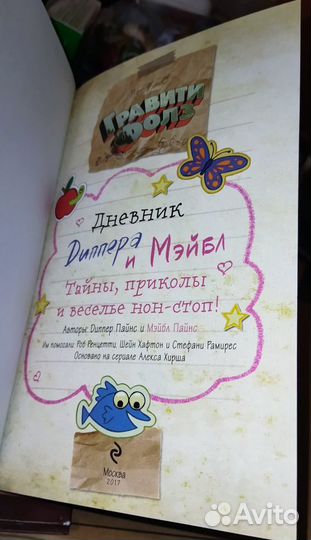 ГРАВИТИ
ФОЛЗ
Дневник
Диппера и Мэйбл
Тайны, приколы
и веселье нон-стоп!
Авторы: Диппер Пайнс и Мэйбл Пайнс
Им помогали: Роб Ренцетти, Шейн Хафтон и Стефани Рамирес
Основано на сериале Алекса Хирша
Москва
2017
Avito